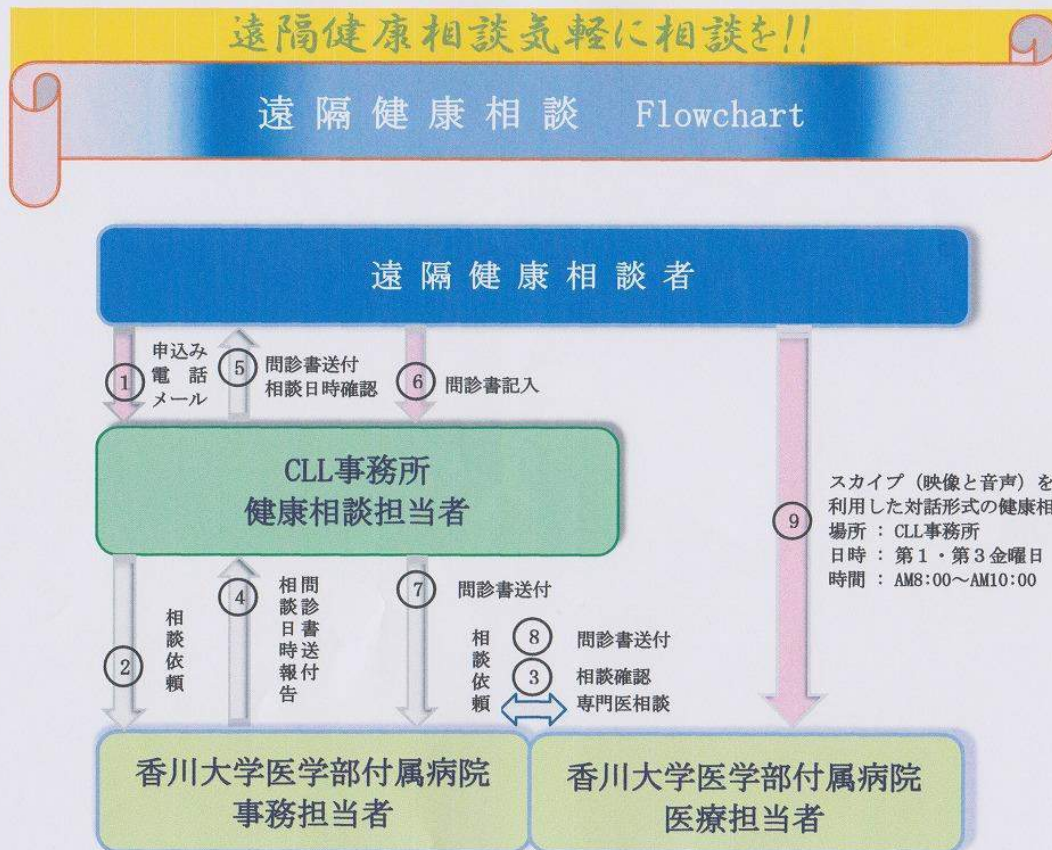 遠隔健康相談気軽に相談を!!
遠隔健康相談 Flowchart
遠隔健康相談者
① 申込み
電話
メール
⑤ 問診書送付
相談日時確認
⑥ 問診書記入
CLL事務所
健康相談担当者
⑨ スカイプ（映像と音声）を
利用した対話形式の健康相
場所 ： CLL事務所
日時 ： 第1・第3金曜日
時間 ： AM8:00～AM10:00
② 相談依頼
④ 問診書送付
相談日時報告
⑦ 問診書送付
相談依頼
⑧ 問診書送付
③ 相談確認
専門医相談
香川大学医学部付属病院
事務担当者
香川大学医学部付属病院
医療担当者